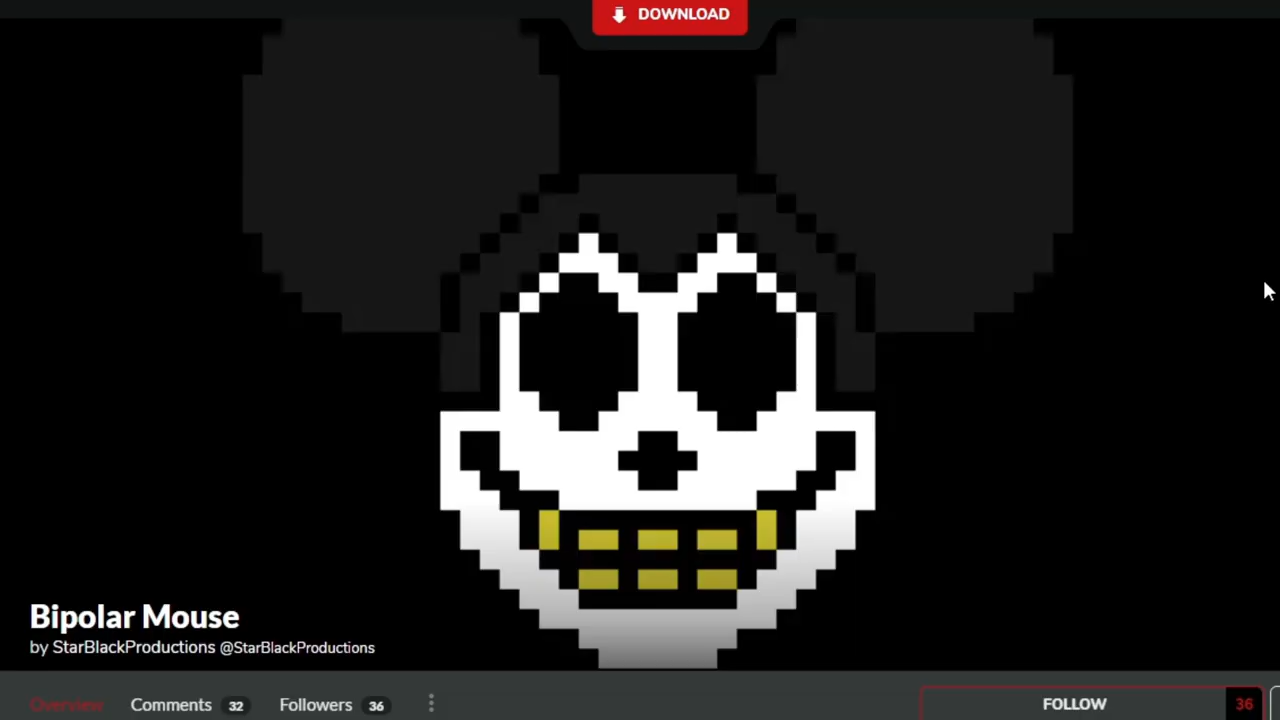 DOWNLOAD
Bipolar Mouse
by StarBlackProductions @StarBlackProductions
Overview Comments 32 Followers 36 FOLLOW 36